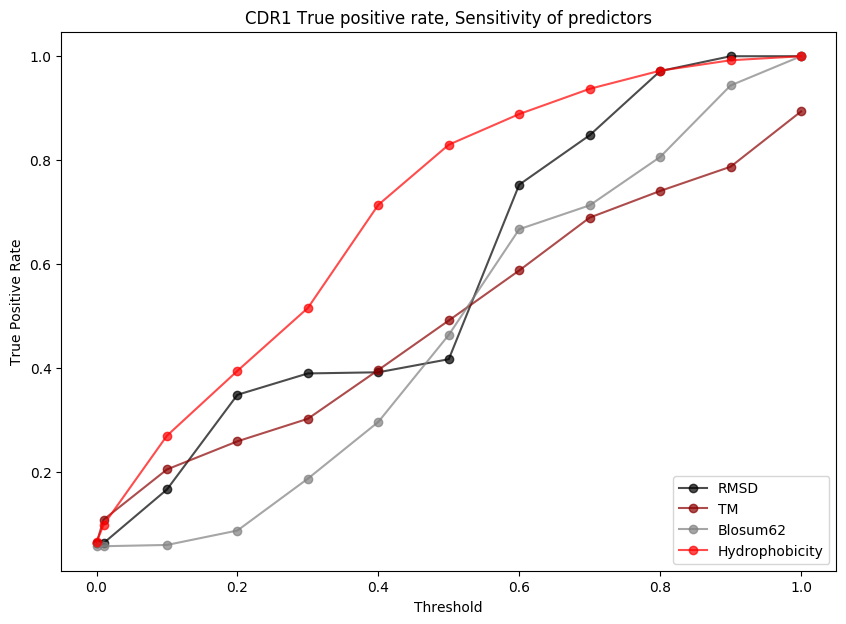 CDR1 True positive rate, Sensitivity of predictors
True Positive Rate
1.0
0.8
0.6
0.4
0.2
RMSD
TM
Blosum62
Hydrophobicity
0.0 0.2 0.4 0.6 0.8 1.0
Threshold